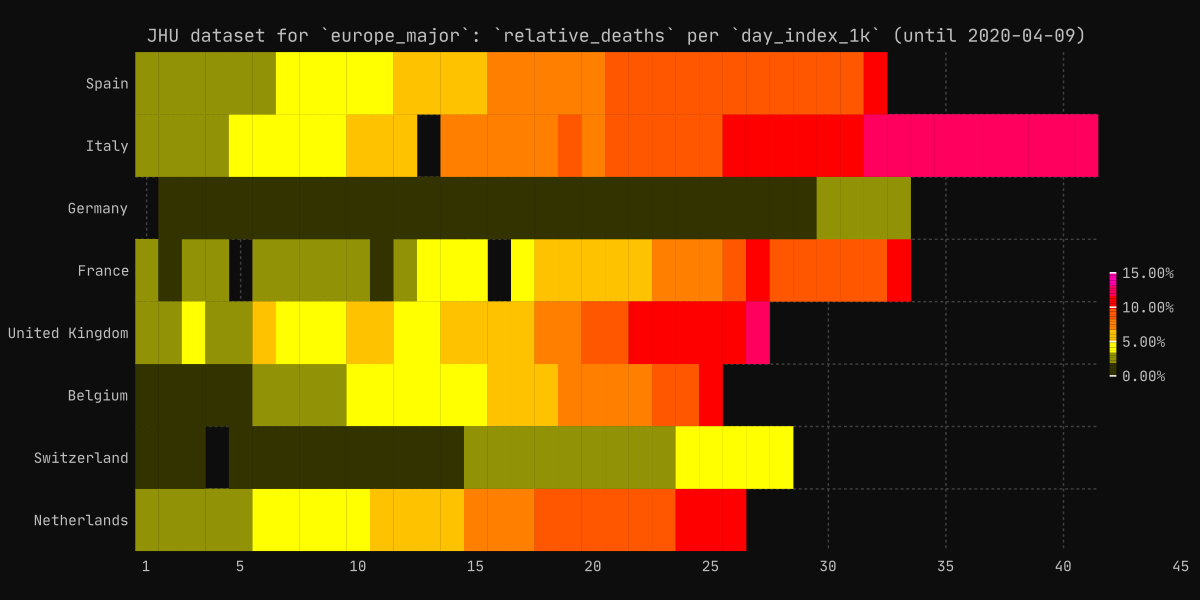 JHU dataset for `europe_major`: `relative_deaths` per `day_index_1k` (until 2020-04-09)
Spain
Italy
Germany
France
United Kingdom
Belgium
Switzerland
Netherlands
15.00%
10.00%
5.00%
0.00%
1 5 10 15 20 25 30 35 40 45